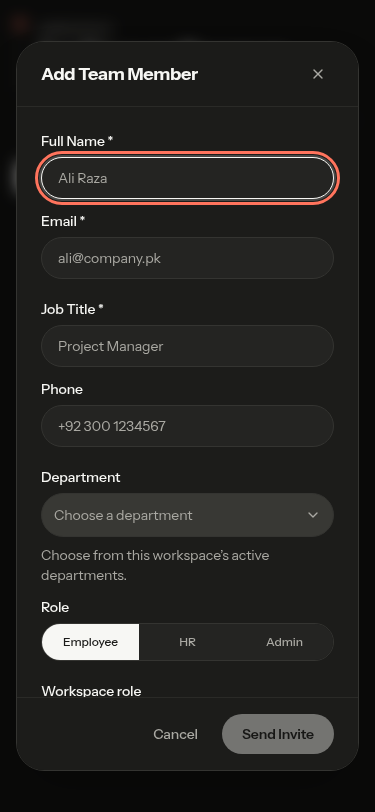 Add Team Member
Full Name *
Ali Raza
Email *
ali@company.pk
Job Title *
Project Manager
Phone
+92 300 1234567
Department
Choose a department
Choose from this workspace's active
departments.
Role
Employee HR Admin
Workspace role
Cancel Send Invite